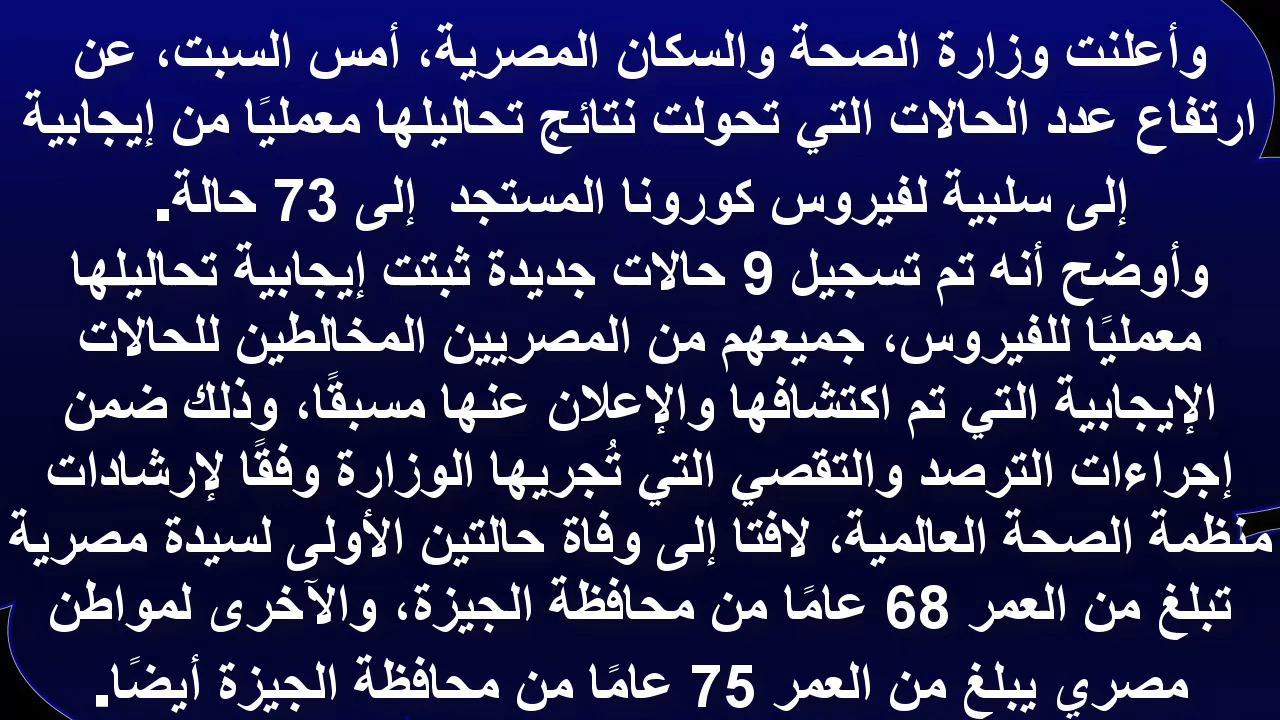 وأعلنت وزارة الصحة والسكان المصرية، أمس السبت، عن
ارتفاع عدد الحالات التي تحولت نتائج تحاليلها معمليًا من إيجابية
إلى سلبية لفيروس كورونا المستجد  إلى 73 حالة.
وأوضح أنه تم تسجيل 9 حالات جديدة ثبتت إيجابية تحاليلها
معمليًا للفيروس، جميعهم من المصريين المخالطين للحالات
الإيجابية التي تم اكتشافها والإعلان عنها مسبقًا، وذلك ضمن
إجراءات الترصد والتقصي التي تُجريها الوزارة وفقًا لإرشادات
منظمة الصحة العالمية، لافتا إلى وفاة حالتين الأولى لسيدة مصرية
تبلغ من العمر 68 عامًا من محافظة الجيزة، والآخرى لمواطن
مصري يبلغ من العمر 75 عامًا من محافظة الجيزة أيضًا.